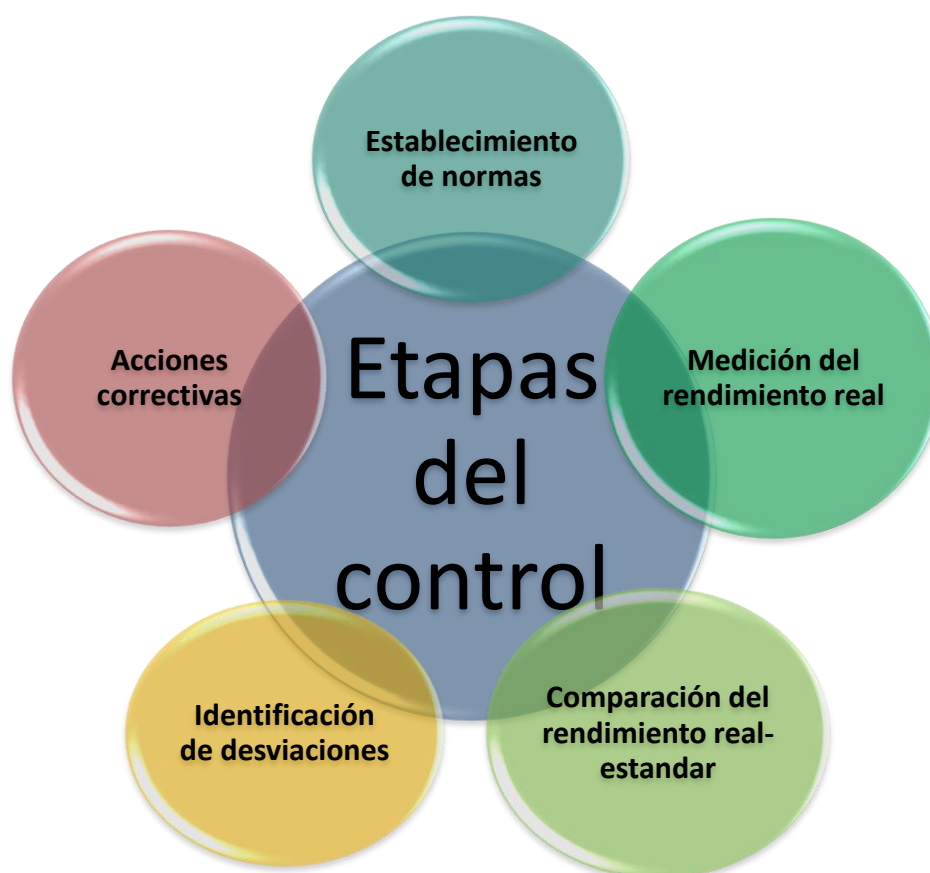 Establecimiento
de normas
Acciones
correctivas
Etapas
del
control
Medición del
rendimiento real
Identificación
de desviaciones
Comparación del
rendimiento real-
estandar